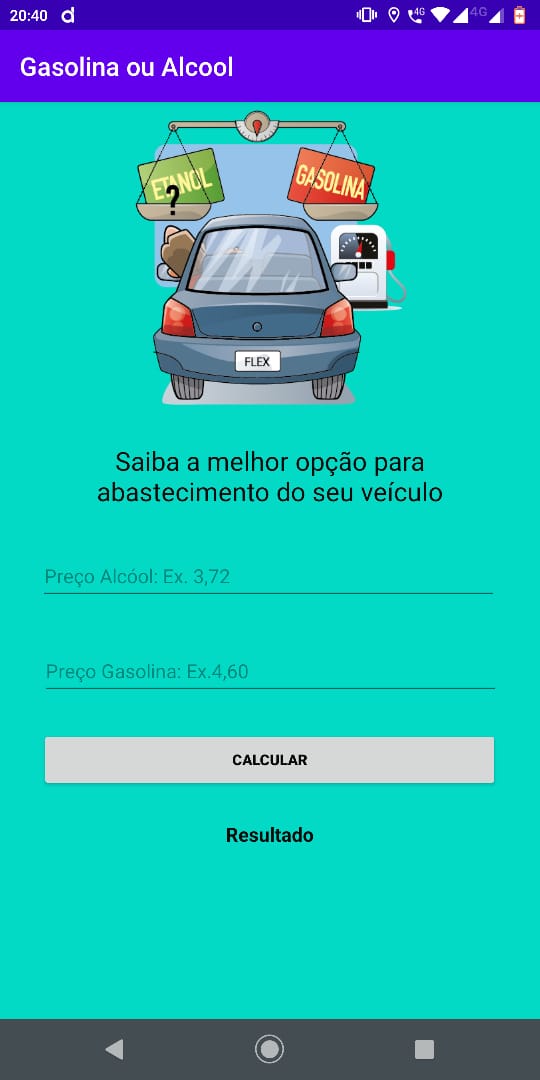 20:40 d 4G 4G
Gasolina ou Alcool
ETANOL
?
GASOLINA
FLEX
Saiba a melhor opção para
abastecimento do seu veículo
Preço Alcóol: Ex. 3,72
Preço Gasolina: Ex.4,60
CALCULAR
Resultado